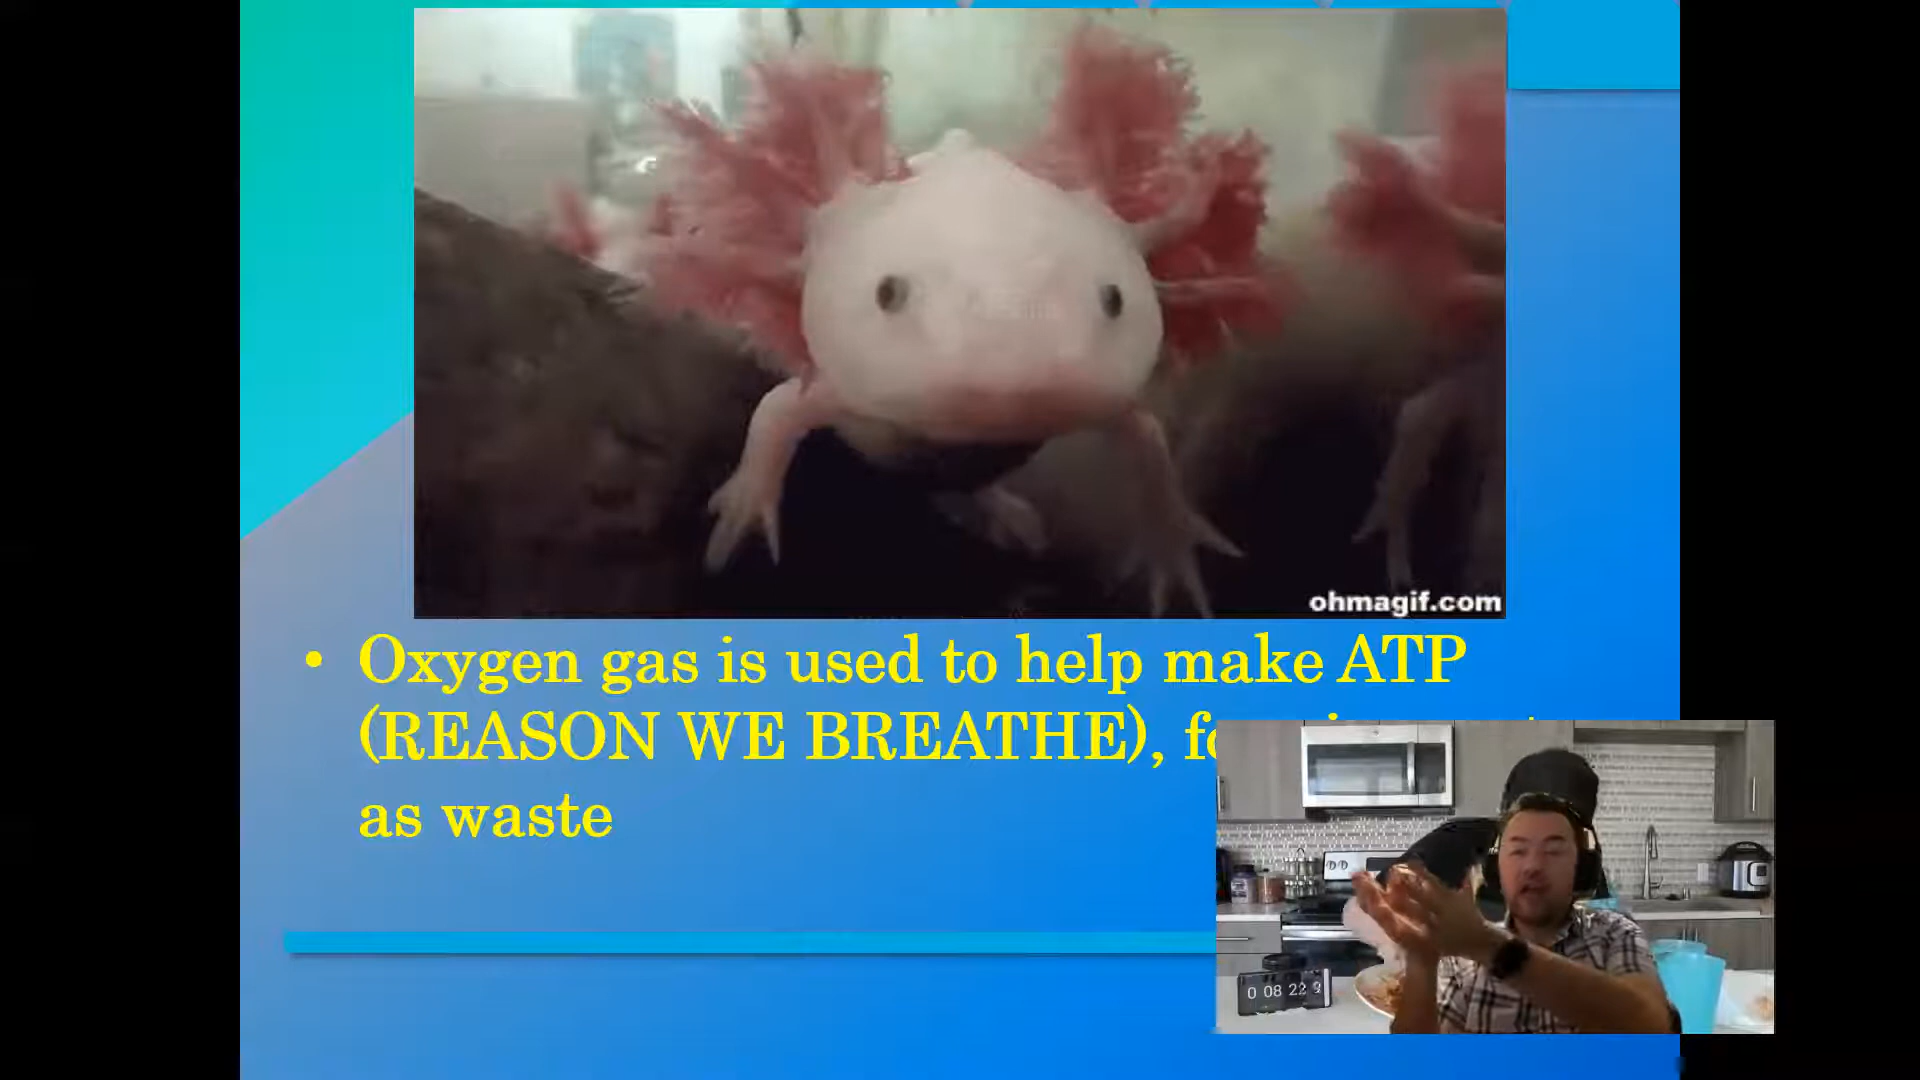 ohmagif.com
• Oxygen gas is used to help make ATP
(REASON WE BREATHE),
as waste
0 08 22